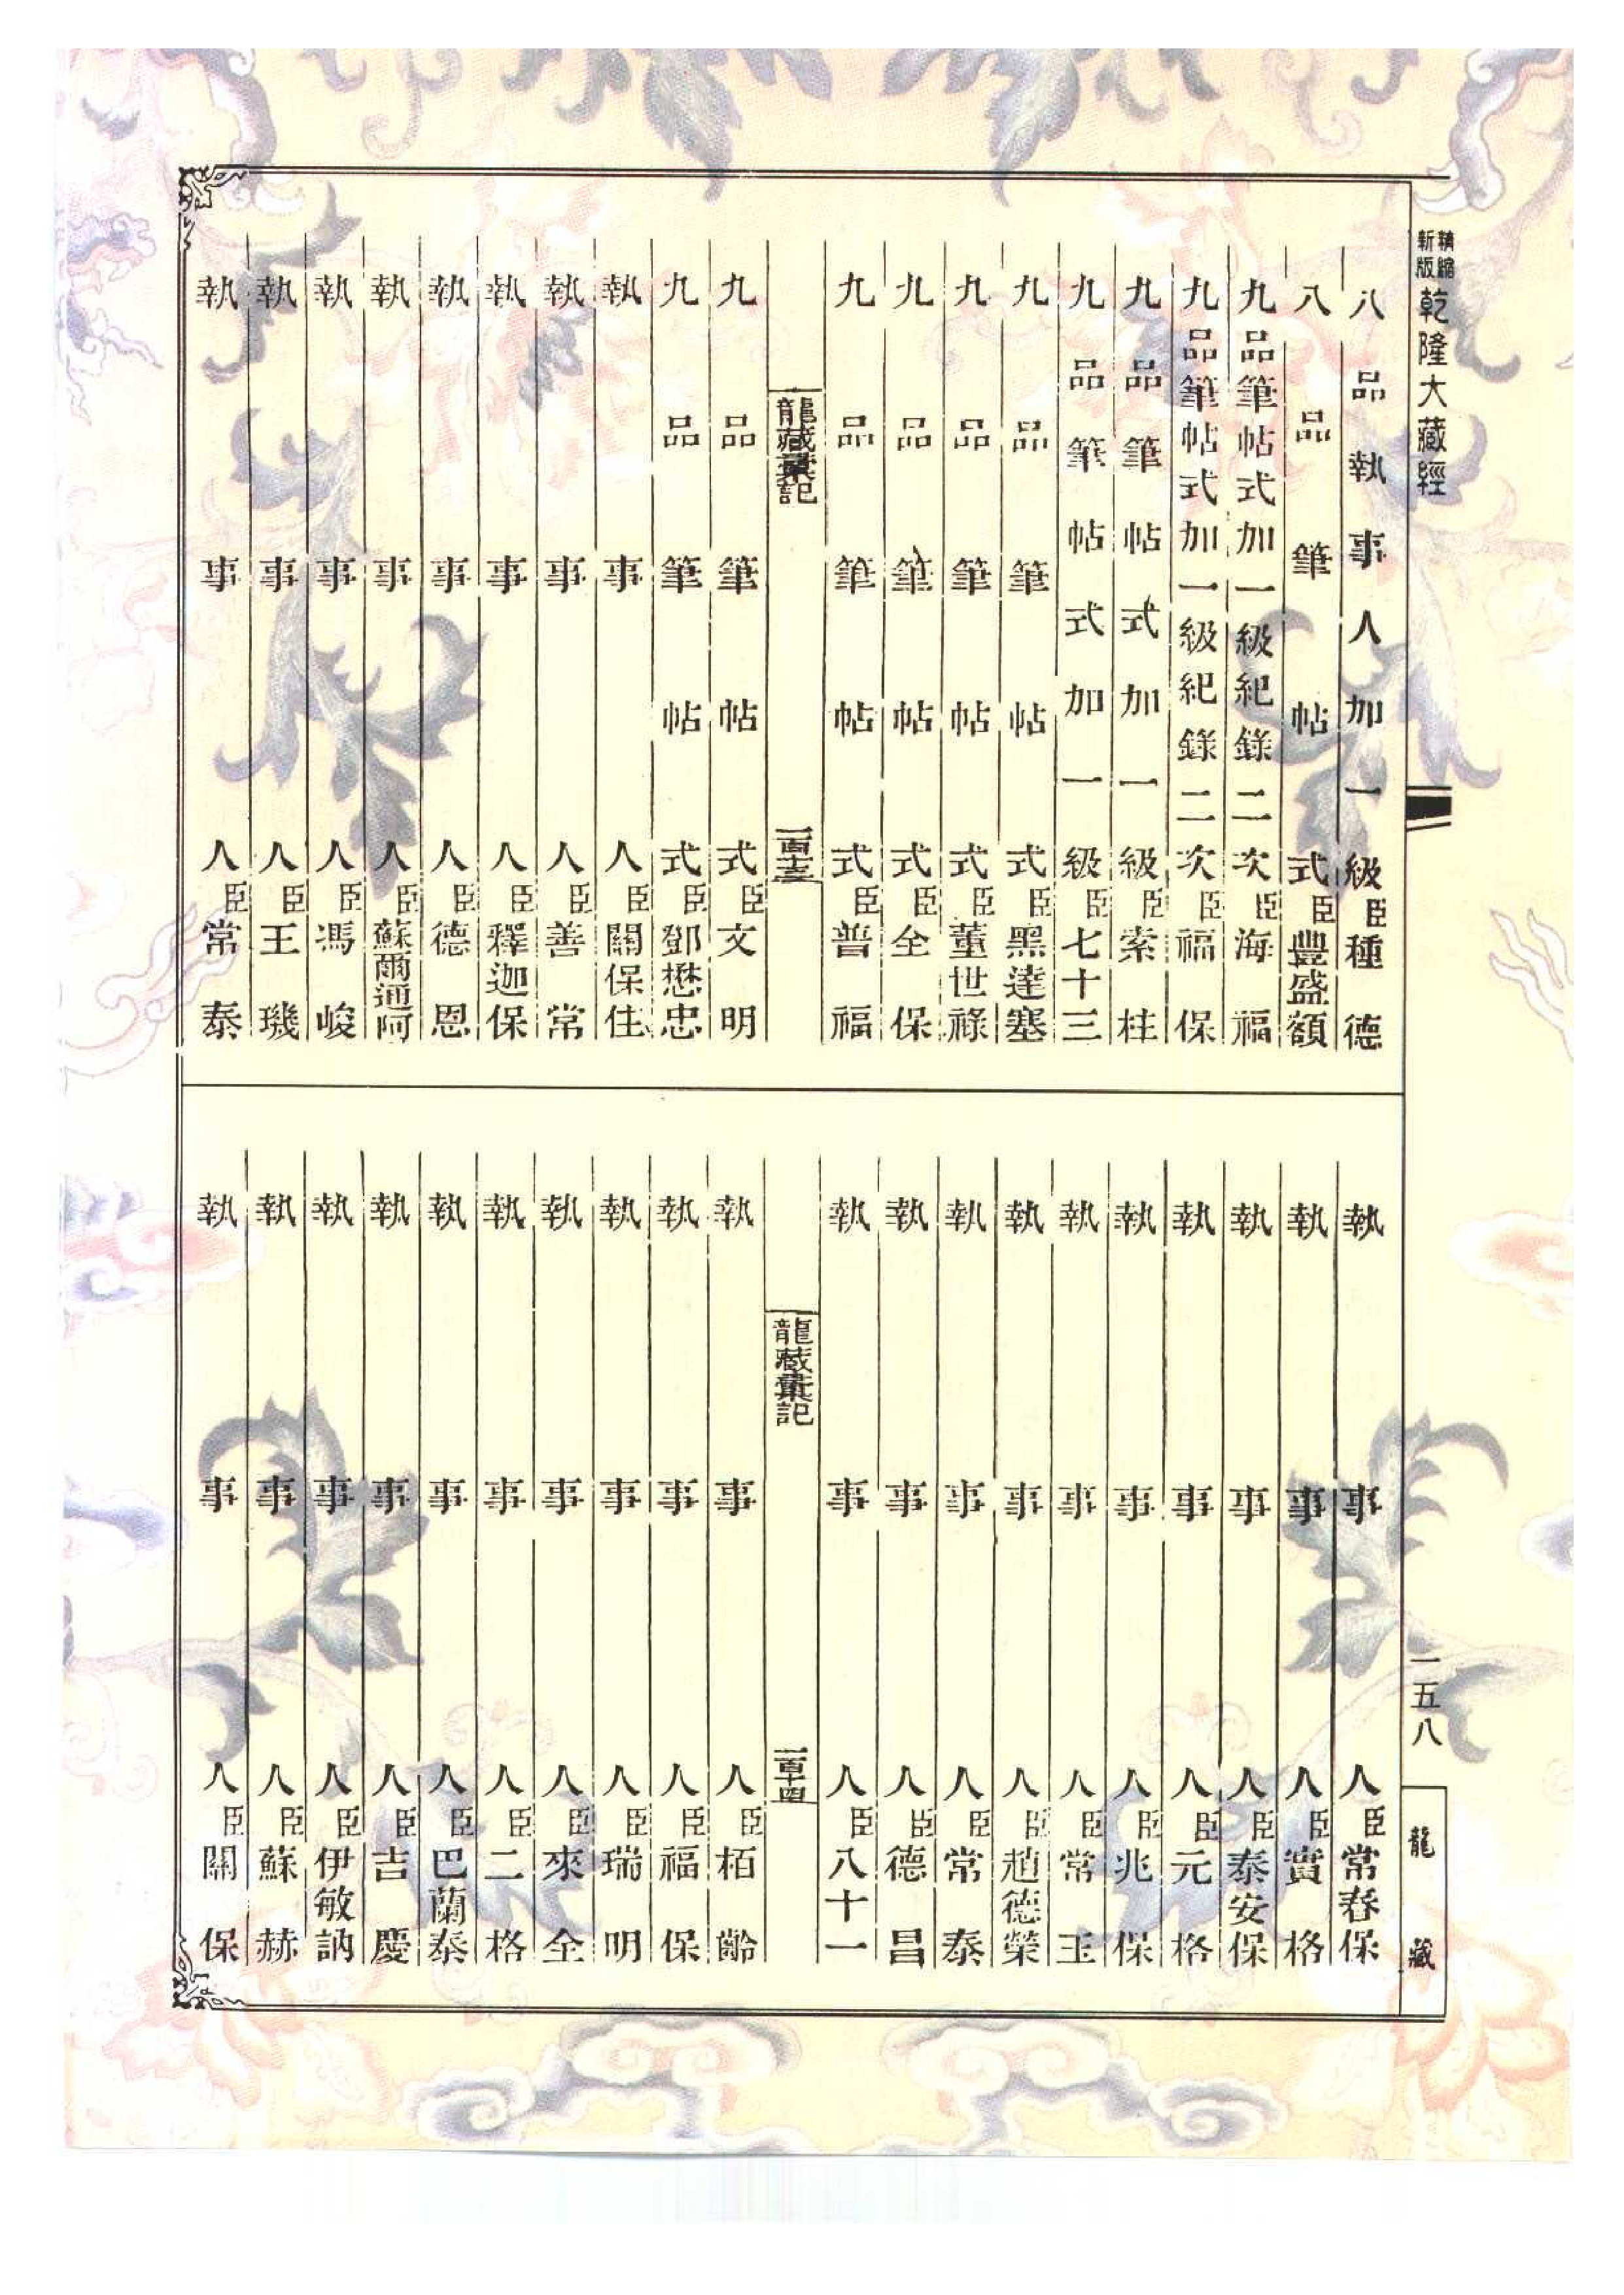 精縮新版乾隆大藏經
八品執事人加一級臣種德
八品筆帖式臣豐盛額
九品筆帖式加一級紀錄二次臣海福
九品筆帖式加一級紀錄二次臣福保
九品筆帖式加一級臣索柱
九品筆帖式加一級臣七十三
九品筆帖式臣黑達塞
九品筆帖式臣董世祿
九品筆帖式臣全保
九品筆帖式臣普福
龍藏彙記
九品筆帖式臣文明
九品筆帖式臣鄧懋忠
執事人臣關保住
執事人臣善常
執事人臣釋迦保
執事人臣德恩
執事人臣蘇爾通阿
執事人臣馮峻
執事人臣王璣
執事人臣常泰
執事人臣常春保
執事人臣實格
執事人臣泰安保
執事人臣元格
執事人臣兆保
執事人臣常玉
執事人臣趙德榮
執事人臣常泰
執事人臣德昌
執事人臣八十一
龍藏彙記 一百十四
執事人臣栢齡
執事人臣福保
執事人臣瑞明
執事人臣來全
執事人臣二格
執事人臣巴蘭泰
執事人臣吉慶
執事人臣伊敏訥
執事人臣蘇赫
執事人臣關保
一五八
龍藏